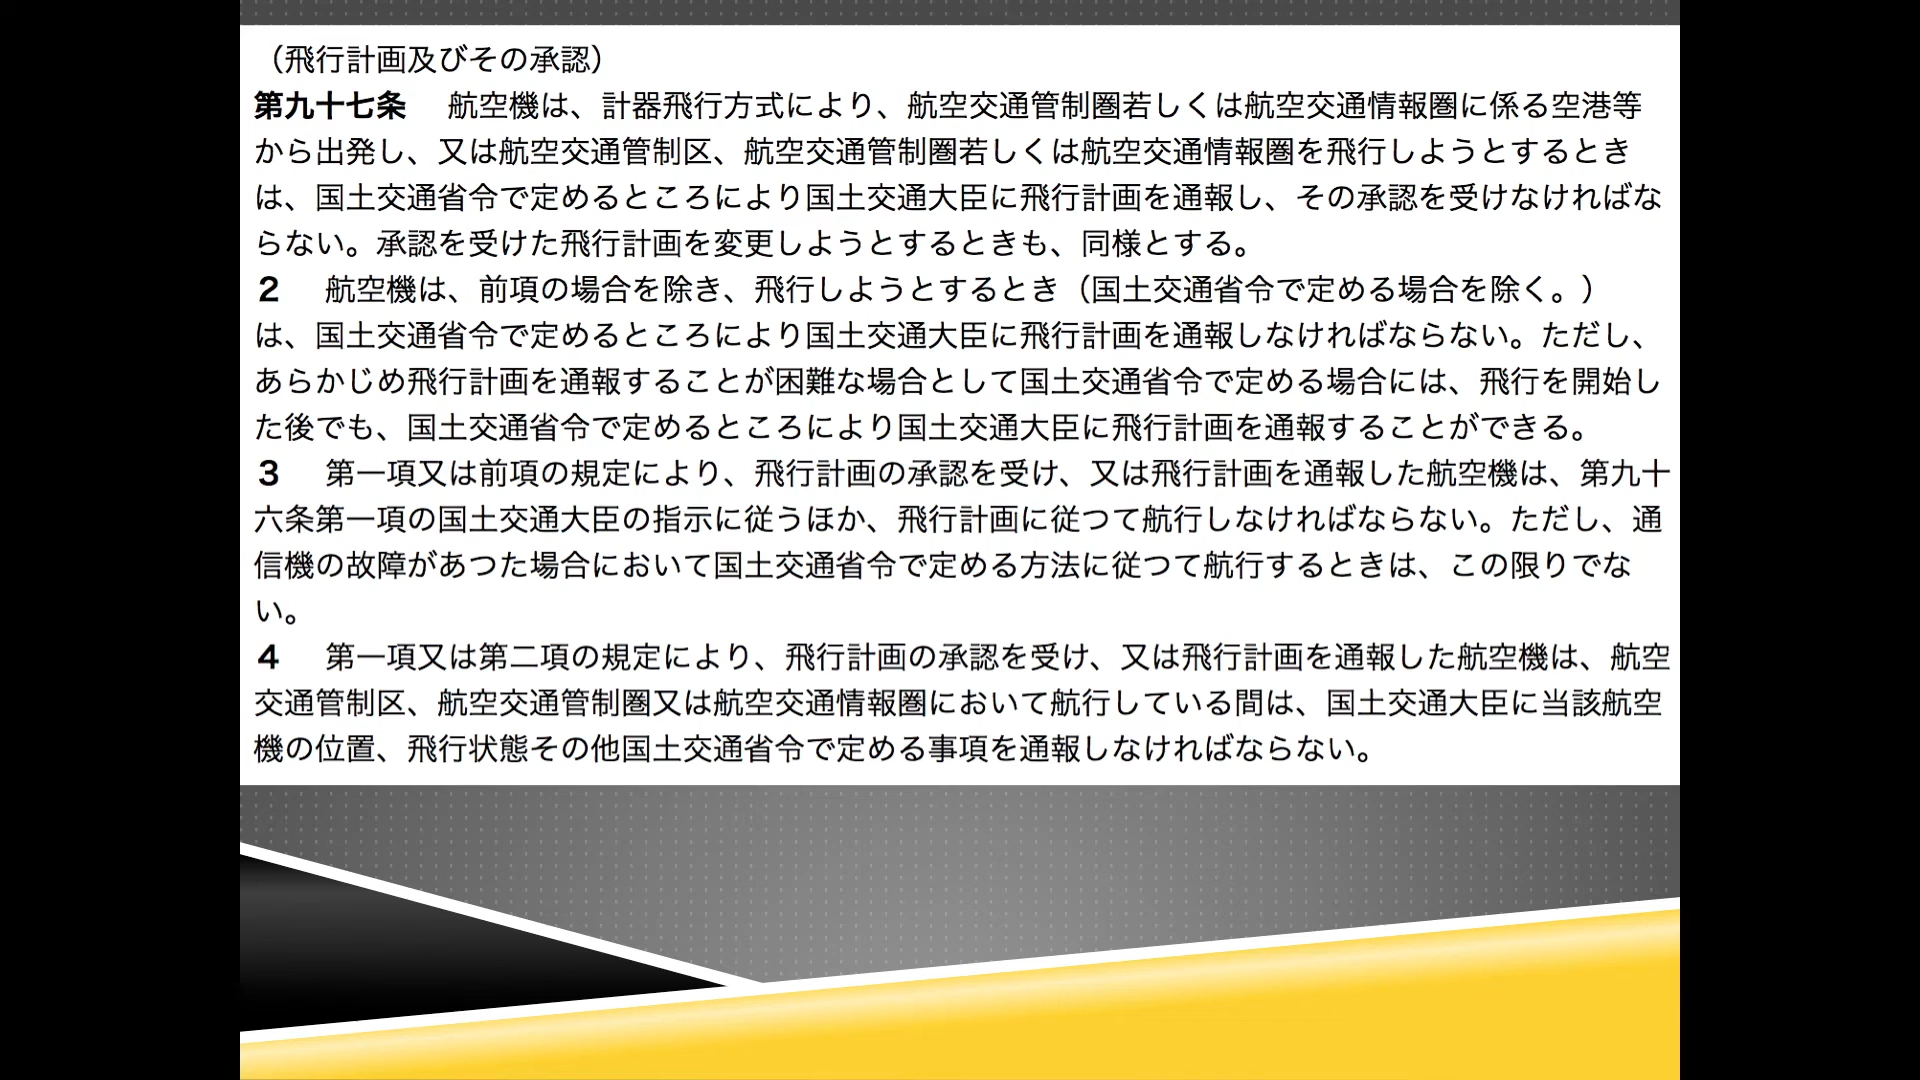 （飛行計画及びその承認）
第九十七条　航空機は、計器飛行方式により、航空交通管制圏若しくは航空交通情報圏に係る空港等
から出発し、又は航空交通管制区、航空交通管制圏若しくは航空交通情報圏を飛行しようとするとき
は、国土交通省令で定めるところにより国土交通大臣に飛行計画を通報し、その承認を受けなければな
らない。承認を受けた飛行計画を変更しようとするときも、同様とする。
２　航空機は、前項の場合を除き、飛行しようとするとき（国土交通省令で定める場合を除く。）
は、国土交通省令で定めるところにより国土交通大臣に飛行計画を通報しなければならない。ただし、
あらかじめ飛行計画を通報することが困難な場合として国土交通省令で定める場合には、飛行を開始し
た後でも、国土交通省令で定めるところにより国土交通大臣に飛行計画を通報することができる。
３　第一項又は前項の規定により、飛行計画の承認を受け、又は飛行計画を通報した航空機は、第九十
六条第一項の国土交通大臣の指示に従うほか、飛行計画に従つて航行しなければならない。ただし、通
信機の故障があつた場合において国土交通省令で定める方法に従つて航行するときは、この限りでな
い。
４　第一項又は第二項の規定により、飛行計画の承認を受け、又は飛行計画を通報した航空機は、航空
交通管制区、航空交通管制圏又は航空交通情報圏において航行している間は、国土交通大臣に当該航空
機の位置、飛行状態その他国土交通省令で定める事項を通報しなければならない。